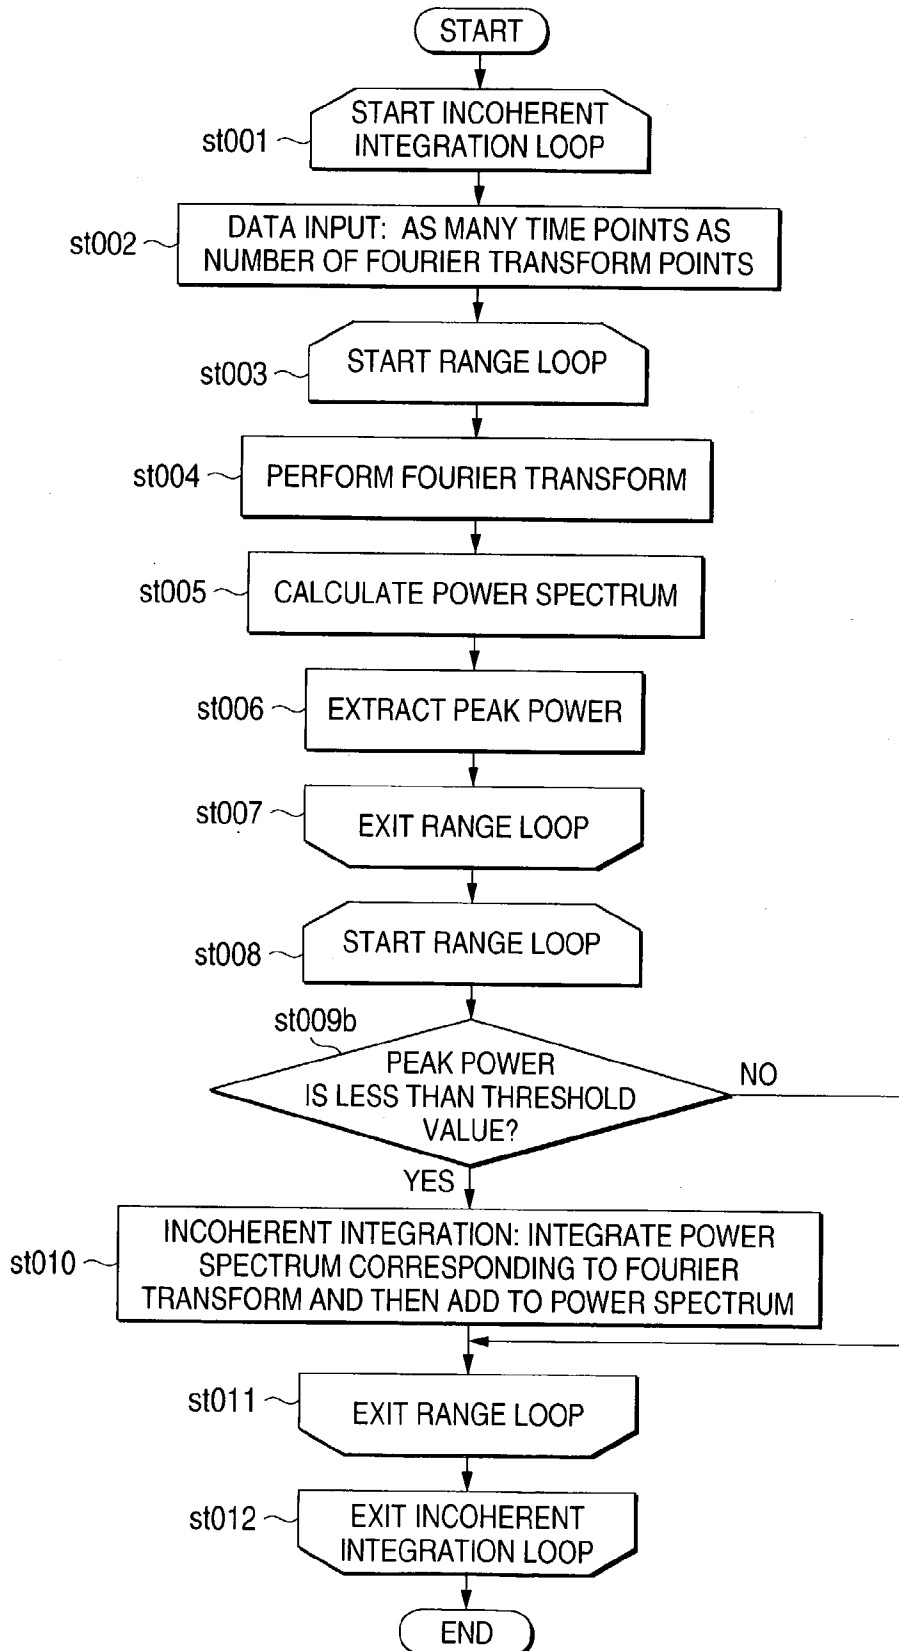 START
START INCOHERENT
INTEGRATION LOOP
st001
DATA INPUT: AS MANY TIME POINTS AS
NUMBER OF FOURIER TRANSFORM POINTS
st002
START RANGE LOOP
st003
PERFORM FOURIER TRANSFORM
st004
CALCULATE POWER SPECTRUM
st005
EXTRACT PEAK POWER
st006
EXIT RANGE LOOP
st007
START RANGE LOOP
st008
st009b
PEAK POWER
IS LESS THAN THRESHOLD
VALUE?
NO
YES
INCOHERENT INTEGRATION: INTEGRATE POWER
SPECTRUM CORRESPONDING TO FOURIER
TRANSFORM AND THEN ADD TO POWER SPECTRUM
st010
EXIT RANGE LOOP
st011
EXIT INCOHERENT
INTEGRATION LOOP
st012
END